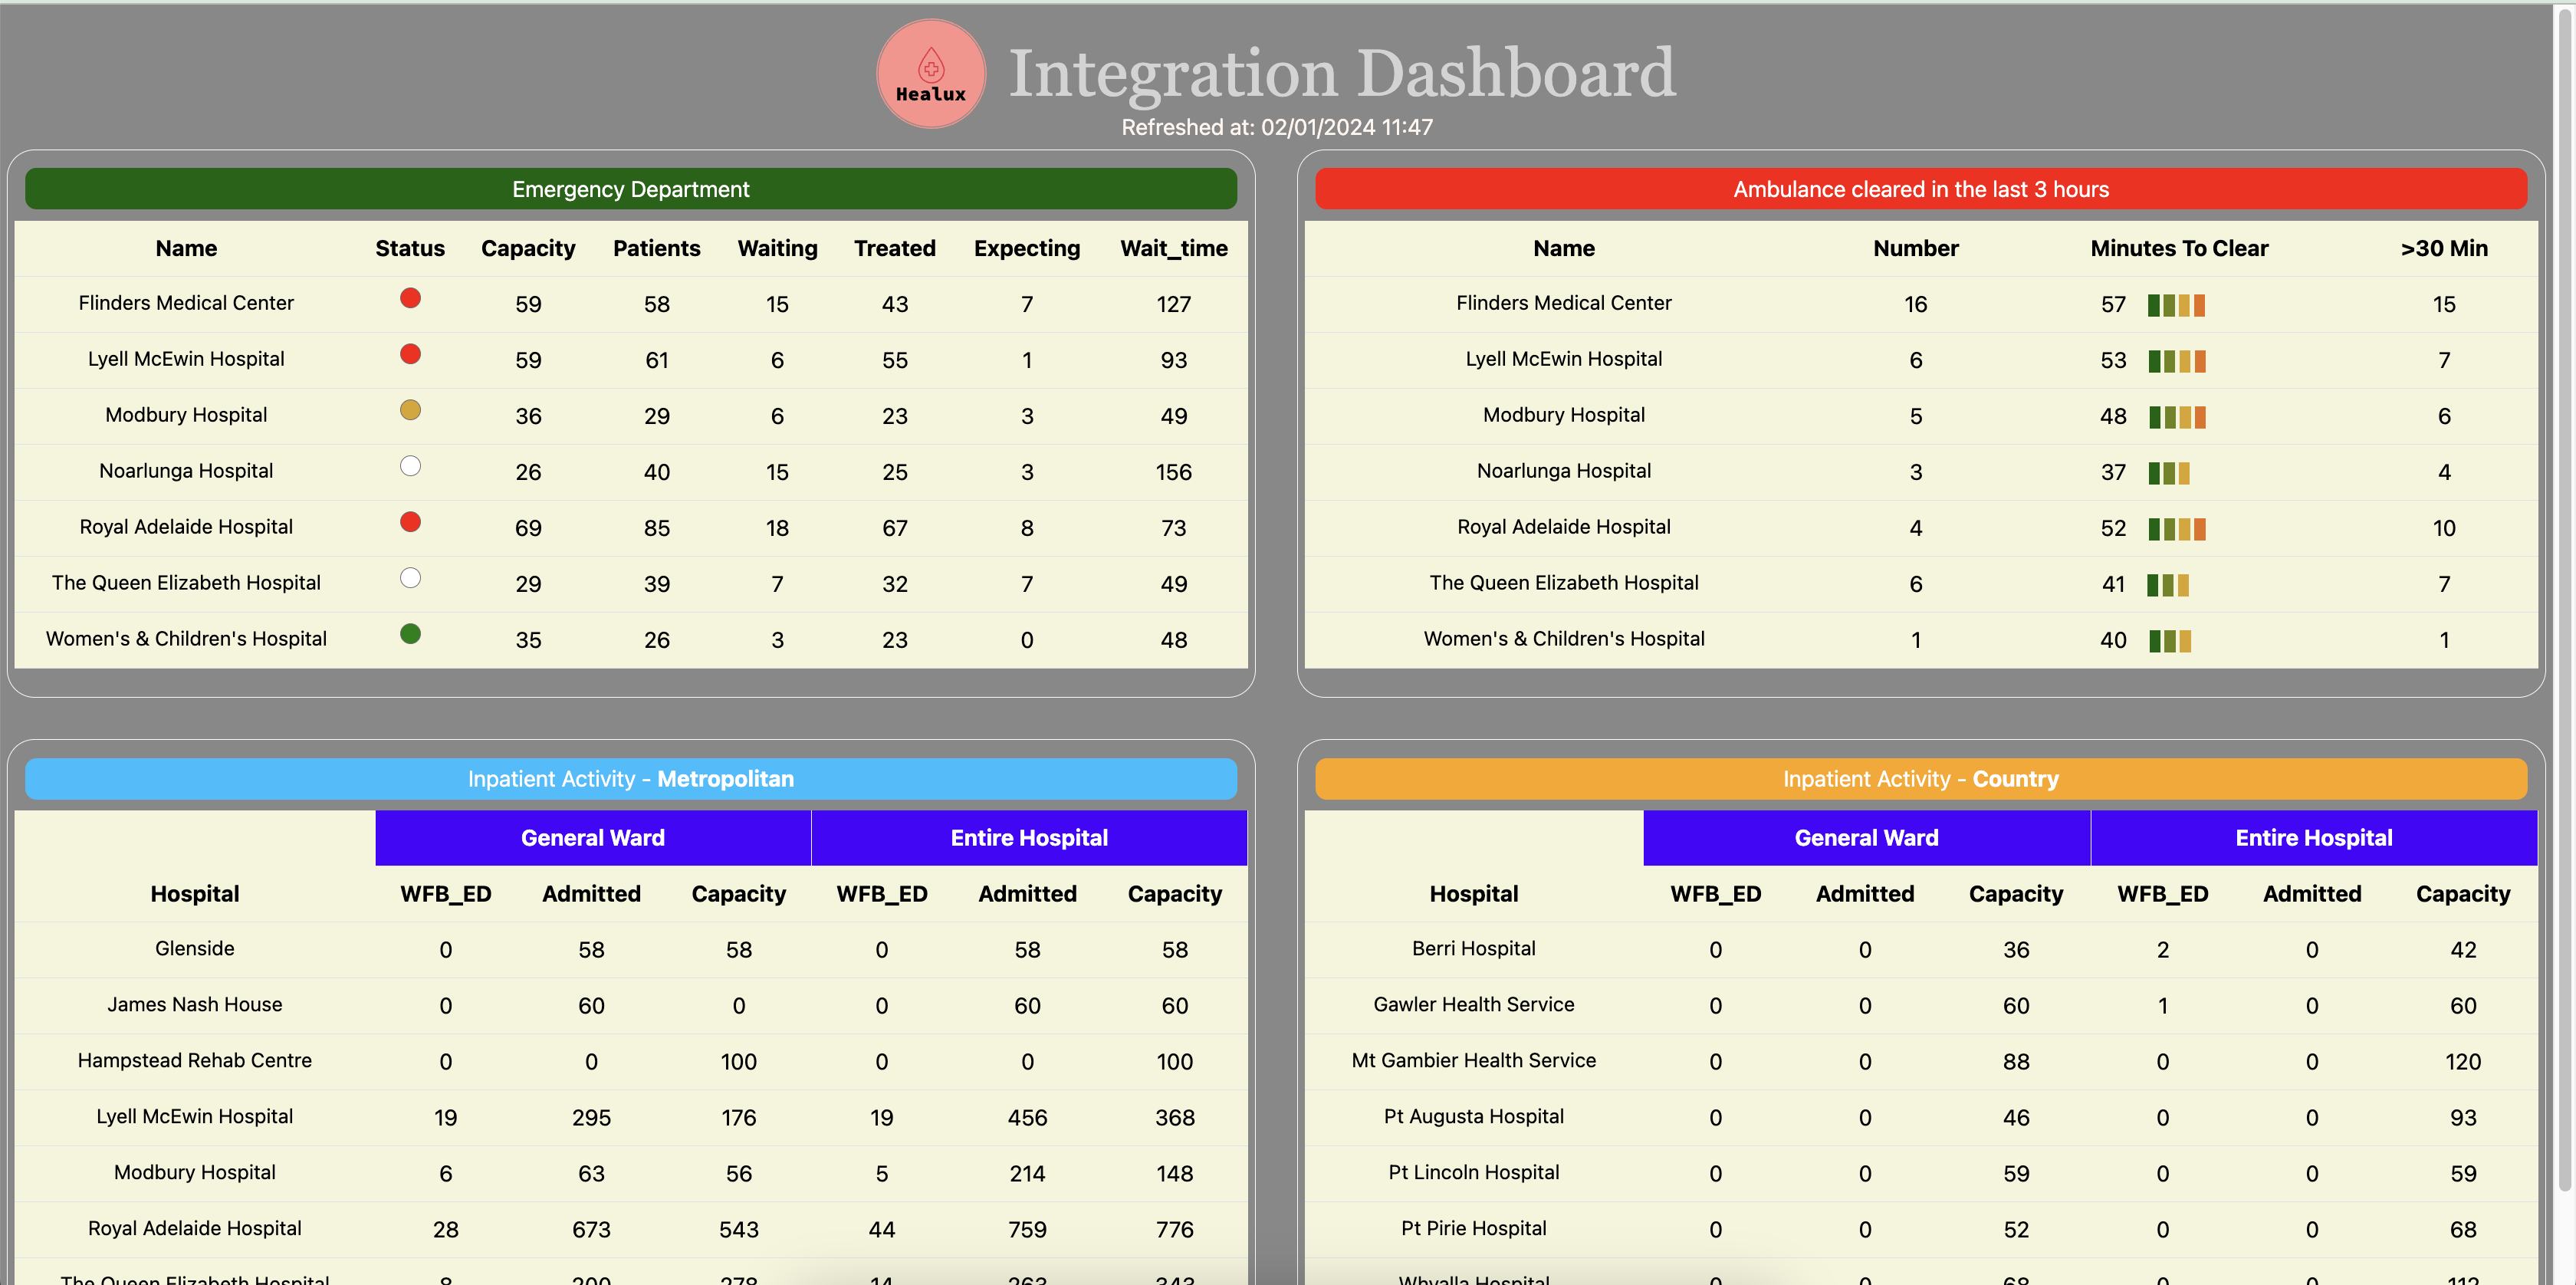 Healux
Integration Dashboard
Refreshed at: 02/01/2024 11:47
Emergency Department
Name Status Capacity Patients Waiting Treated Expecting Wait_time
Flinders Medical Center 59 58 15 43 7 127
Lyell McEwin Hospital 59 61 6 55 1 93
Modbury Hospital 36 29 6 23 3 49
Noarlunga Hospital 26 40 15 25 3 156
Royal Adelaide Hospital 69 85 18 67 8 73
The Queen Elizabeth Hospital 29 39 7 32 7 49
Women's & Children's Hospital 35 26 3 23 0 48
Ambulance cleared in the last 3 hours
Name Number Minutes To Clear >30 Min
Flinders Medical Center 16 57 15
Lyell McEwin Hospital 6 53 7
Modbury Hospital 5 48 6
Noarlunga Hospital 3 37 4
Royal Adelaide Hospital 4 52 10
The Queen Elizabeth Hospital 6 41 7
Women's & Children's Hospital 1 40 1
Inpatient Activity - Metropolitan
General Ward Entire Hospital
Hospital WFB_ED Admitted Capacity WFB_ED Admitted Capacity
Glenside 0 58 58 0 58 58
James Nash House 0 60 0 0 60 60
Hampstead Rehab Centre 0 0 100 0 0 100
Lyell McEwin Hospital 19 295 176 19 456 368
Modbury Hospital 6 63 56 5 214 148
Royal Adelaide Hospital 28 673 543 44 759 776
The Queen Elizabeth Hospital
Inpatient Activity - Country
General Ward Entire Hospital
Hospital WFB_ED Admitted Capacity WFB_ED Admitted Capacity
Berri Hospital 0 0 36 2 0 42
Gawler Health Service 0 0 60 1 0 60
Mt Gambier Health Service 0 0 88 0 0 120
Pt Augusta Hospital 0 0 46 0 0 93
Pt Lincoln Hospital 0 0 59 0 0 59
Pt Pirie Hospital 0 0 52 0 0 68
Whyalla Hospital